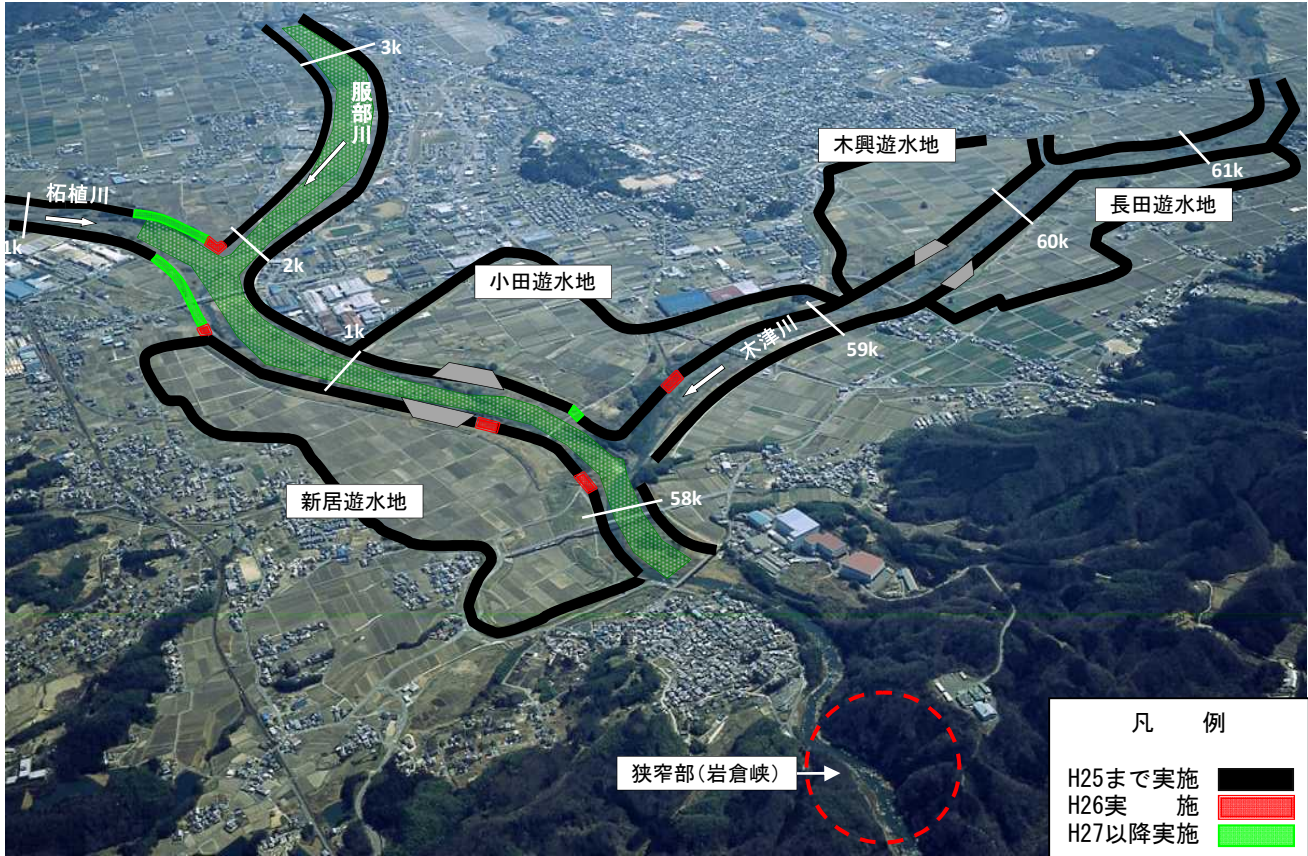 3k
服部川
木興遊水地
61k
柘植川
長田遊水地
1k
60k
2k
小田遊水地
1k
木津川
59k
新居遊水地
58k
狭窄部(岩倉峡)
凡 例
H25まで実施
H26実 施
H27以降実施